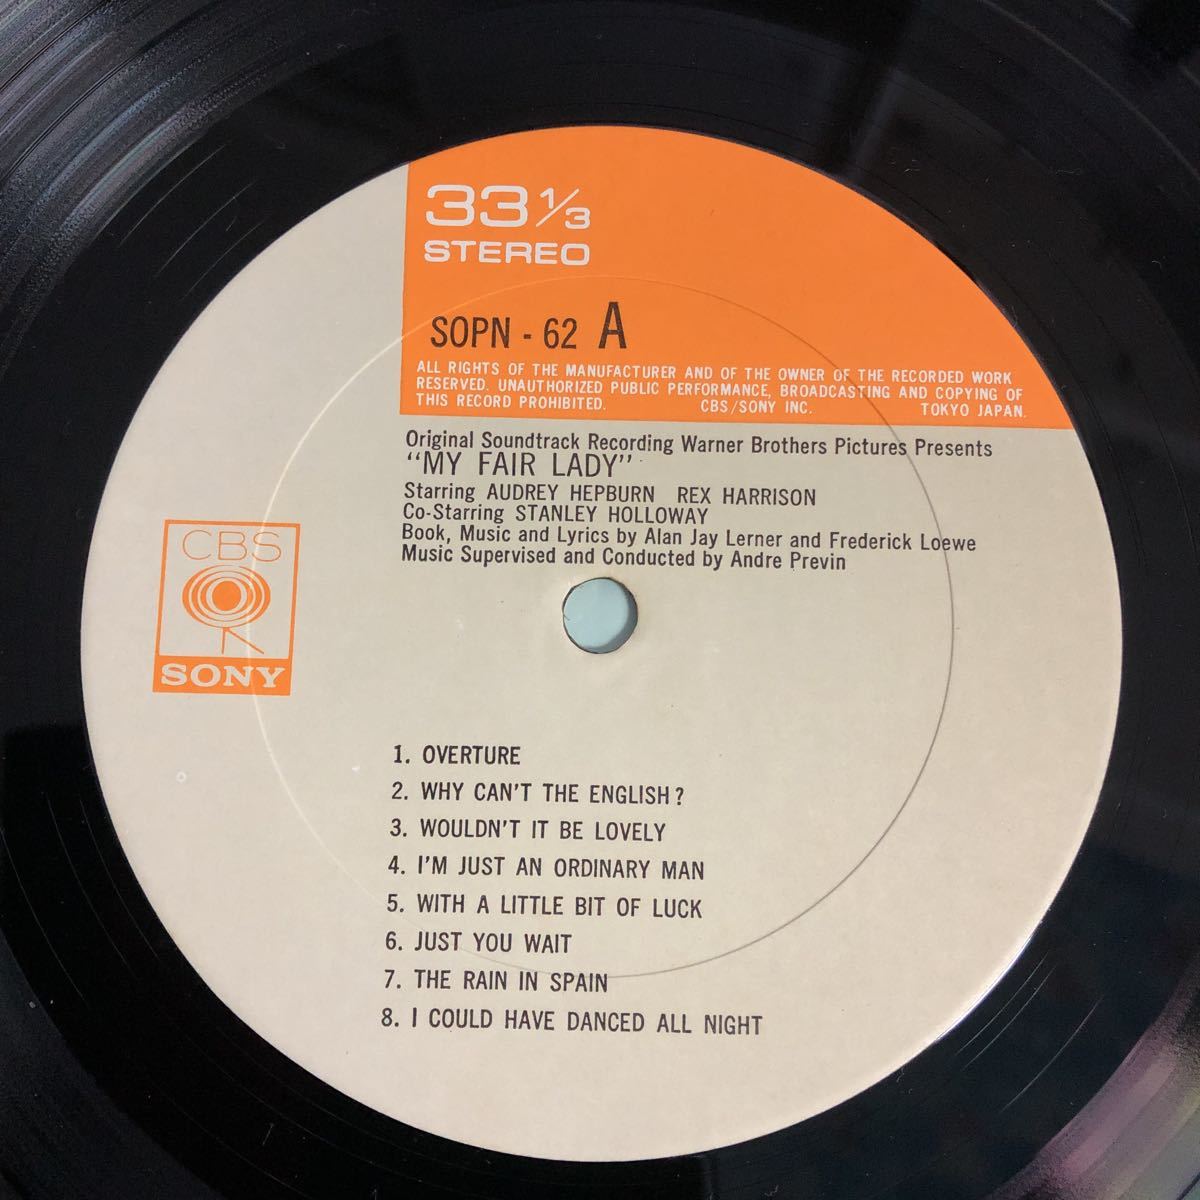 33 1/3
STEREO
SOPN - 62 A
ALL RIGHTS OF THE MANUFACTURER AND OF THE OWNER OF THE RECORDED WORK
RESERVED. UNAUTHORIZED PUBLIC PERFORMANCE, BROADCASTING AND COPYING OF
THIS RECORD PROHIBITED. CBS/SONY INC. TOKYO JAPAN.
Original Soundtrack Recording Warner Brothers Pictures Presents
"MY FAIR LADY"
Starring AUDREY HEPBURN REX HARRISON
Co-Starring STANLEY HOLLOWAY
Book, Music and Lyrics by Alan Jay Lerner and Frederick Loewe
Music Supervised and Conducted by Andre Previn
CBS
SONY
1. OVERTURE
2. WHY CAN'T THE ENGLISH?
3. WOULDN'T IT BE LOVELY
4. I'M JUST AN ORDINARY MAN
5. WITH A LITTLE BIT OF LUCK
6. JUST YOU WAIT
7. THE RAIN IN SPAIN
8. I COULD HAVE DANCED ALL NIGHT